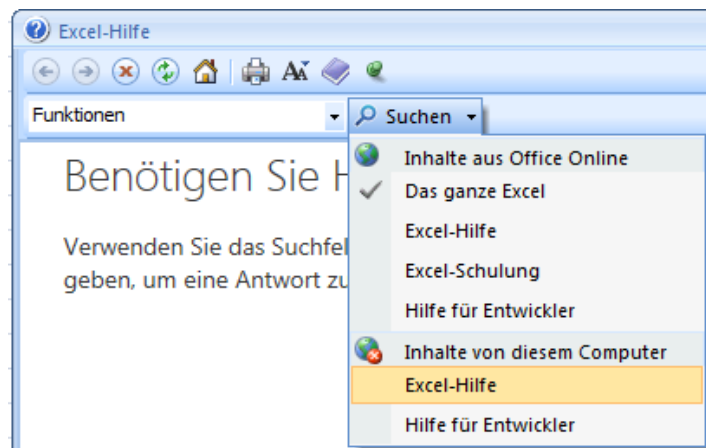 Excel-Hilfe
Funktionen
Suchen
Benötigen Sie
Verwenden Sie das
geben, um eine Antwort zu
Inhalte aus Office Online
Das ganze Excel
Excel-Hilfe
Excel-Schulung
Hilfe für Entwickler
Inhalte von diesem Computer
Excel-Hilfe
Hilfe für Entwickler